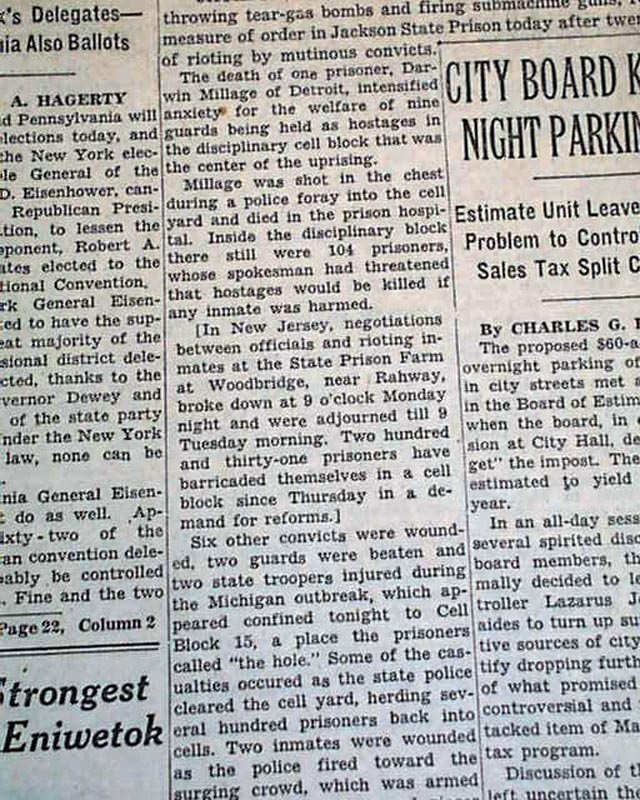 x's Delegates—
nia Also Ballots
A. HAGERTY
d Pennsylvania will
elections today, and
the New York elec-
le General of the
D. Eisenhower, can-
Republican Presi-
tion, to lessen the
pponent, Robert A.
ates elected to the
tional Convention.
rk General Eisen-
ted to have the sup-
eat majority of the
sional district dele-
cted, thanks to the
vernor Dewey and
of the state party
nder the New York
law, none can be
nia General Eisen-
t do as well. Ap-
ixty-two of the
an convention dele-
bably be controlled
. Fine and the two
Page 22, Column 2
Strongest
Eniwetok
throwing tear-gas bombs and firing submachine guns,
measure of order in Jackson State Prison today after twe
of rioting by mutinous convicts.
The death of one prisoner, Dar-
win Millage of Detroit, intensified
anxiety for the welfare of nine
guards being held as hostages in
the disciplinary cell block that was
the center of the uprising.
Millage was shot in the chest
during a police foray into the cell
yard and died in the prison hospi-
tal. Inside the disciplinary block
there still were 104 prisoners,
whose spokesman had threatened
that hostages would be killed if
any inmate was harmed.
[In New Jersey, negotiations
between officials and rioting in-
mates at the State Prison Farm
at Woodbridge, near Rahway,
broke down at 9 o'clock Monday
night and were adjourned till 9
Tuesday morning. Two hundred
and thirty-one prisoners have
barricaded themselves in a cell
block since Thursday in a de-
mand for reforms.]
Six other convicts were wound-
ed, two guards were beaten and
two state troopers injured during
the Michigan outbreak, which ap-
peared confined tonight to Cell
Block 15, a place the prisoners
called "the hole." Some of the cas-
ualties occured as the state police
cleared the cell yard, herding sev-
eral hundred prisoners back into
cells. Two inmates were wounded
as the police fired toward the
surging crowd, which was armed
CITY BOARD K
NIGHT PARKIN
Estimate Unit Leave
Problem to Contro
Sales Tax Split C
By CHARLES G.
The proposed $60-a-
overnight parking of
in city streets met
in the Board of Estim
when the board, in
sion at City Hall, de
get" the impost. The
estimated to yield
year.
In an all-day sess
several spirited disc
board members, th
mally decided to le
troller Lazarus Jo
aides to turn up su
tive sources of city
tify dropping furth
of what promised
controversial and
tacked item of Ma
tax program.
Discussion of th
left uncertain the